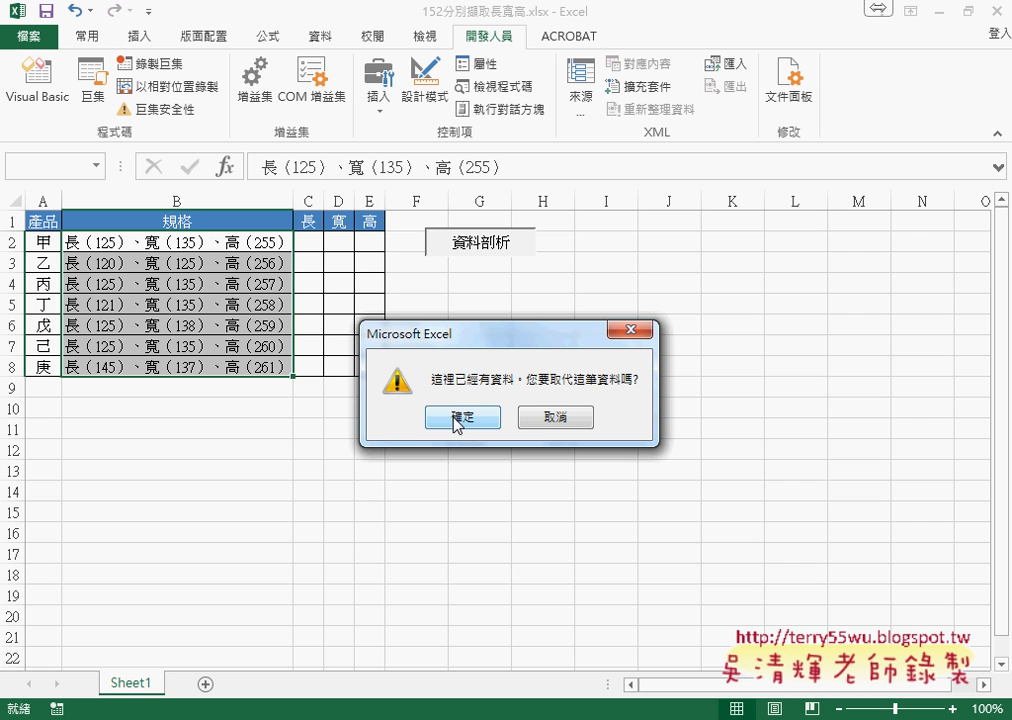 152分別擷取長寬高.xlsx - Excel
檔案 常用 插入 版面配置 公式 資料 校閱 檢視 開發人員 ACROBAT 登入
Visual Basic 巨集 錄製巨集 以相對位置錄製 巨集安全性 程式碼
增益集 COM 增益集 增益集
插入 設計模式 屬性 檢視程式碼 執行對話方塊 控制項
來源 ... 對應內容 擴充套件 重新整理資料 匯入 匯出 XML
文件面板 修改
fx 長（125）、寬（135）、高（255）
A B C D E F G H I J K L M N O
1 產品 規格 長 寬 高
2 甲 長（125）、寬（135）、高（255） 資料剖析
3 乙 長（120）、寬（125）、高（256）
4 丙 長（125）、寬（135）、高（257）
5 丁 長（121）、寬（135）、高（258）
6 戊 長（125）、寬（138）、高（259）
7 己 長（125）、寬（135）、高（260）
8 庚 長（145）、寬（137）、高（261）
9
10
11
12
13
14
15
16
17
18
19
20
21
22
Microsoft Excel
這裡已經有資料。您要取代這筆資料嗎?
確定 取消
http://terry55wu.blogspot.tw
吳清輝老師錄製
Sheet1
就緒 100%